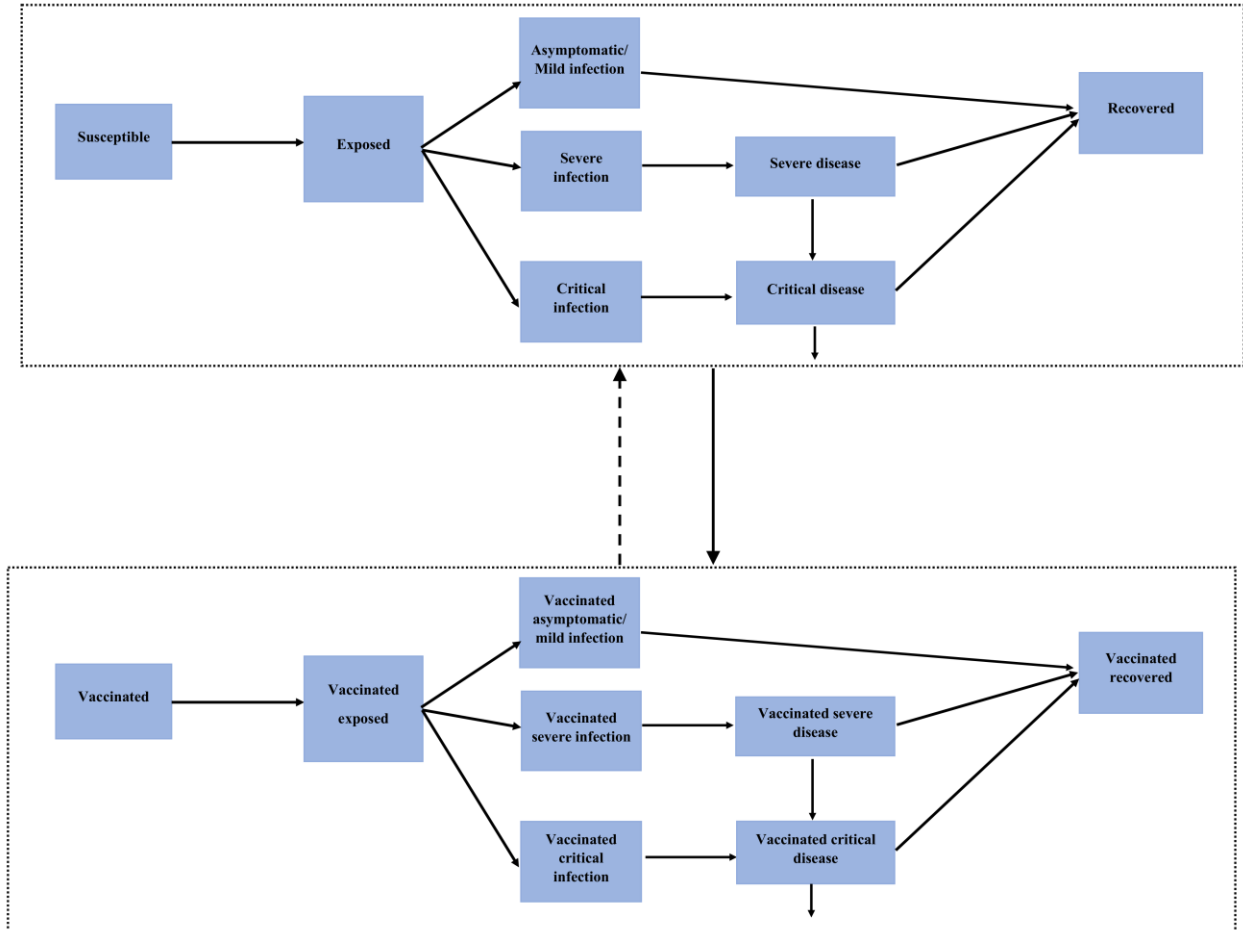 Asymptomatic/
Mild infection
Susceptible
Exposed
Severe
infection
Severe disease
Recovered
Critical
infection
Critical disease
Vaccinated
asymptomatic/
mild infection
Vaccinated
Vaccinated
exposed
Vaccinated
severe infection
Vaccinated severe
disease
Vaccinated
recovered
Vaccinated
critical
infection
Vaccinated critical
disease